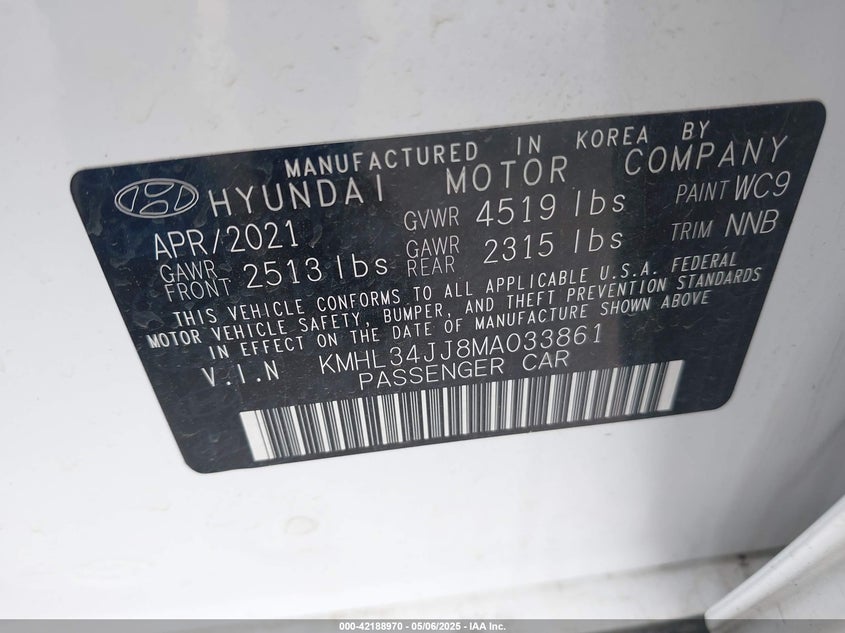 MANUFACTURED IN KOREA BY
HYUNDAI MOTOR COMPANY
APR/2021 GVWR 4519 lbs PAINT WC9
GAWR FRONT 2513 lbs GAWR REAR 2315 lbs TRIM NNB
THIS VEHICLE CONFORMS TO ALL APPLICABLE U.S.A. FEDERAL
MOTOR VEHICLE SAFETY, BUMPER, AND THEFT PREVENTION STANDARDS
IN EFFECT ON THE DATE OF MANUFACTURE SHOWN ABOVE
V.I.N KMHL34JJ8MA033861
PASSENGER CAR
000-42188970 — 05/06/2025 — IAA Inc.